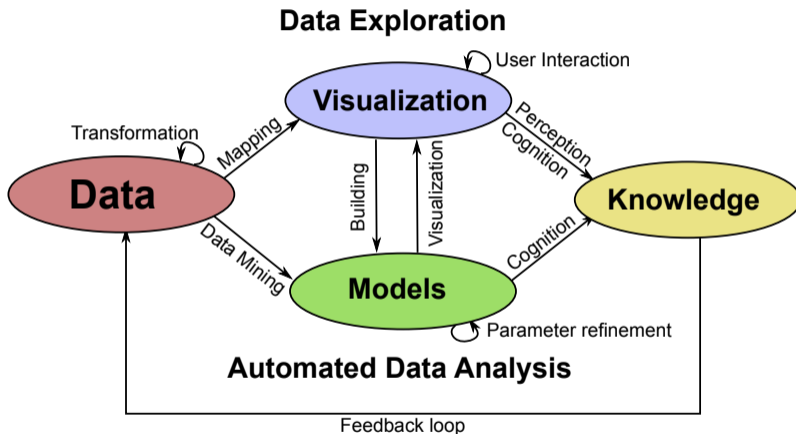 Data Exploration
User Interaction
Visualization
Transformation
Mapping
Perception
Cognition
Data
Building
Visualization
Knowledge
Data Mining
Cognition
Models
Parameter refinement
Automated Data Analysis
Feedback loop